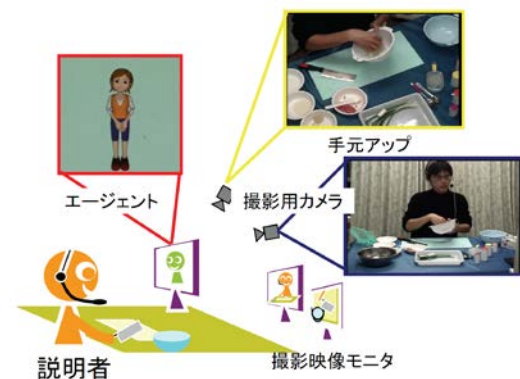 手元アップ
エージェント
撮影用カメラ
説明者
撮影映像モニタ